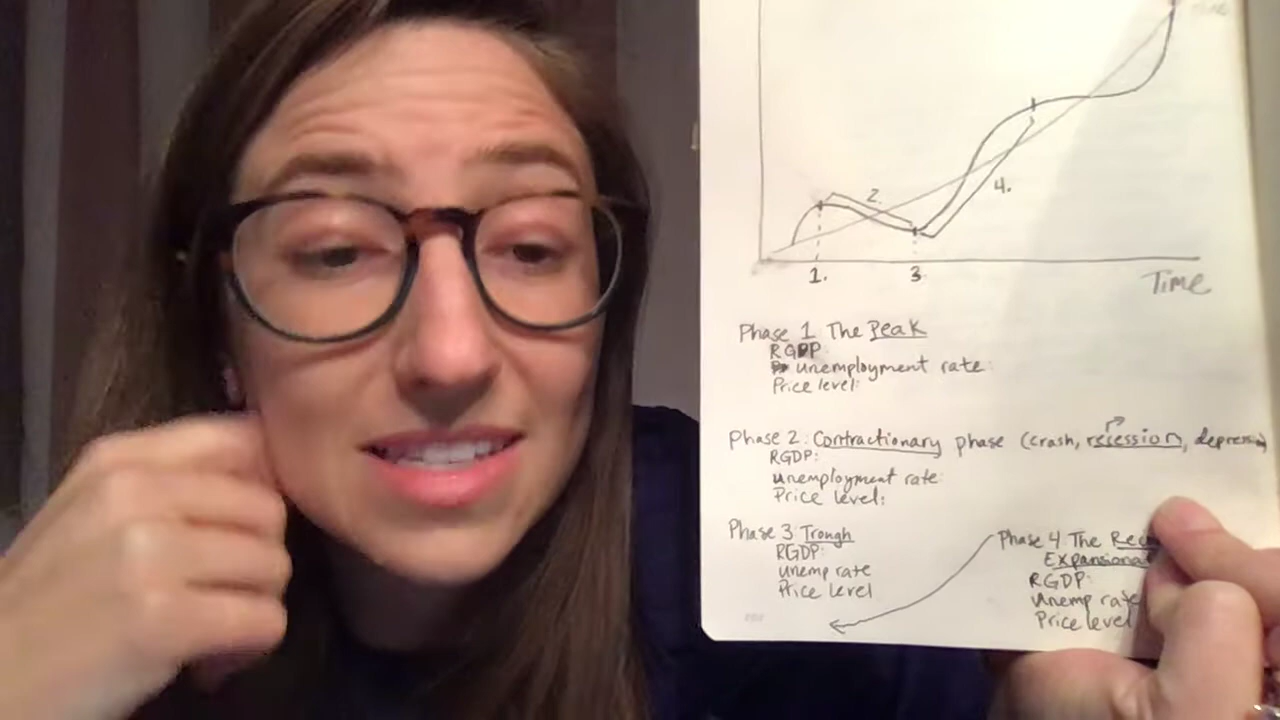 2.
4.
1.
3
Time
Phase 1 The Peak
RGDP
unemployment rate:
Price level:
Phase 2: Contractionary phase (crash, recession, depression
RGDP:
unemployment rate:
Price level:
Phase 3 Trough
RGDP:
unemp rate
Price level
Phase 4 The
Expansiona
RGDP:
unemp rate
Price level